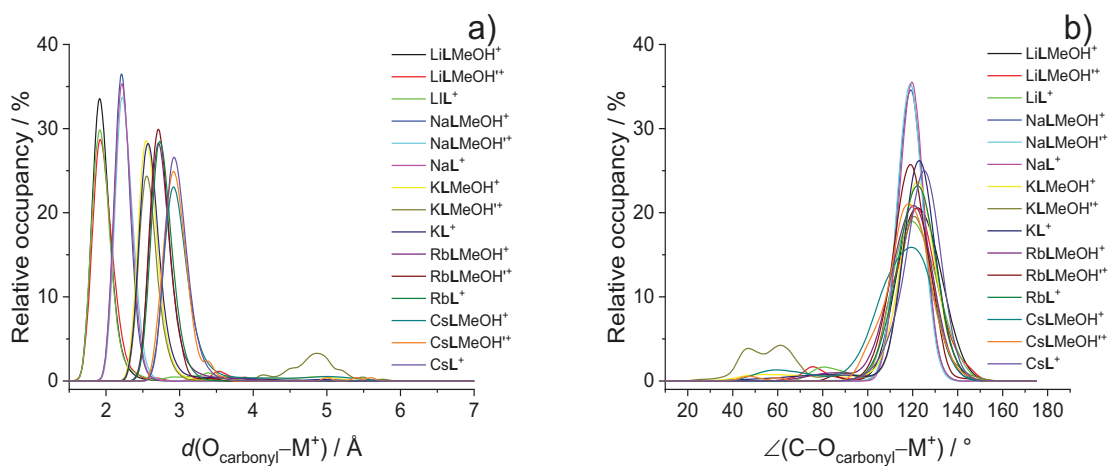 a)
40
30
20
10
0
Relative occupancy / %
2
3
4
5
6
7
d(Ocarbonyl–M+) / Å
LiLMeOH+
LiLMeOH'+
LIL+
NaLMeOH+
NaLMeOH'+
NaL+
KLMeOH+
KLMeOH'+
KL+
RbLMeOH+
RbLMeOH'+
RbL+
CsLMeOH+
CsLMeOH'+
CsL+
b)
40
30
20
10
0
Relative occupancy / %
20
40
60
80
100
120
140
160
180
∠(C–Ocarbonyl–M+) / °
LiLMeOH+
LiLMeOH'+
LiL+
NaLMeOH+
NaLMeOH'+
NaL+
KLMeOH+
KLMeOH'+
KL+
RbLMeOH+
RbLMeOH'+
RbL+
CsLMeOH+
CsLMeOH'+
CsL+